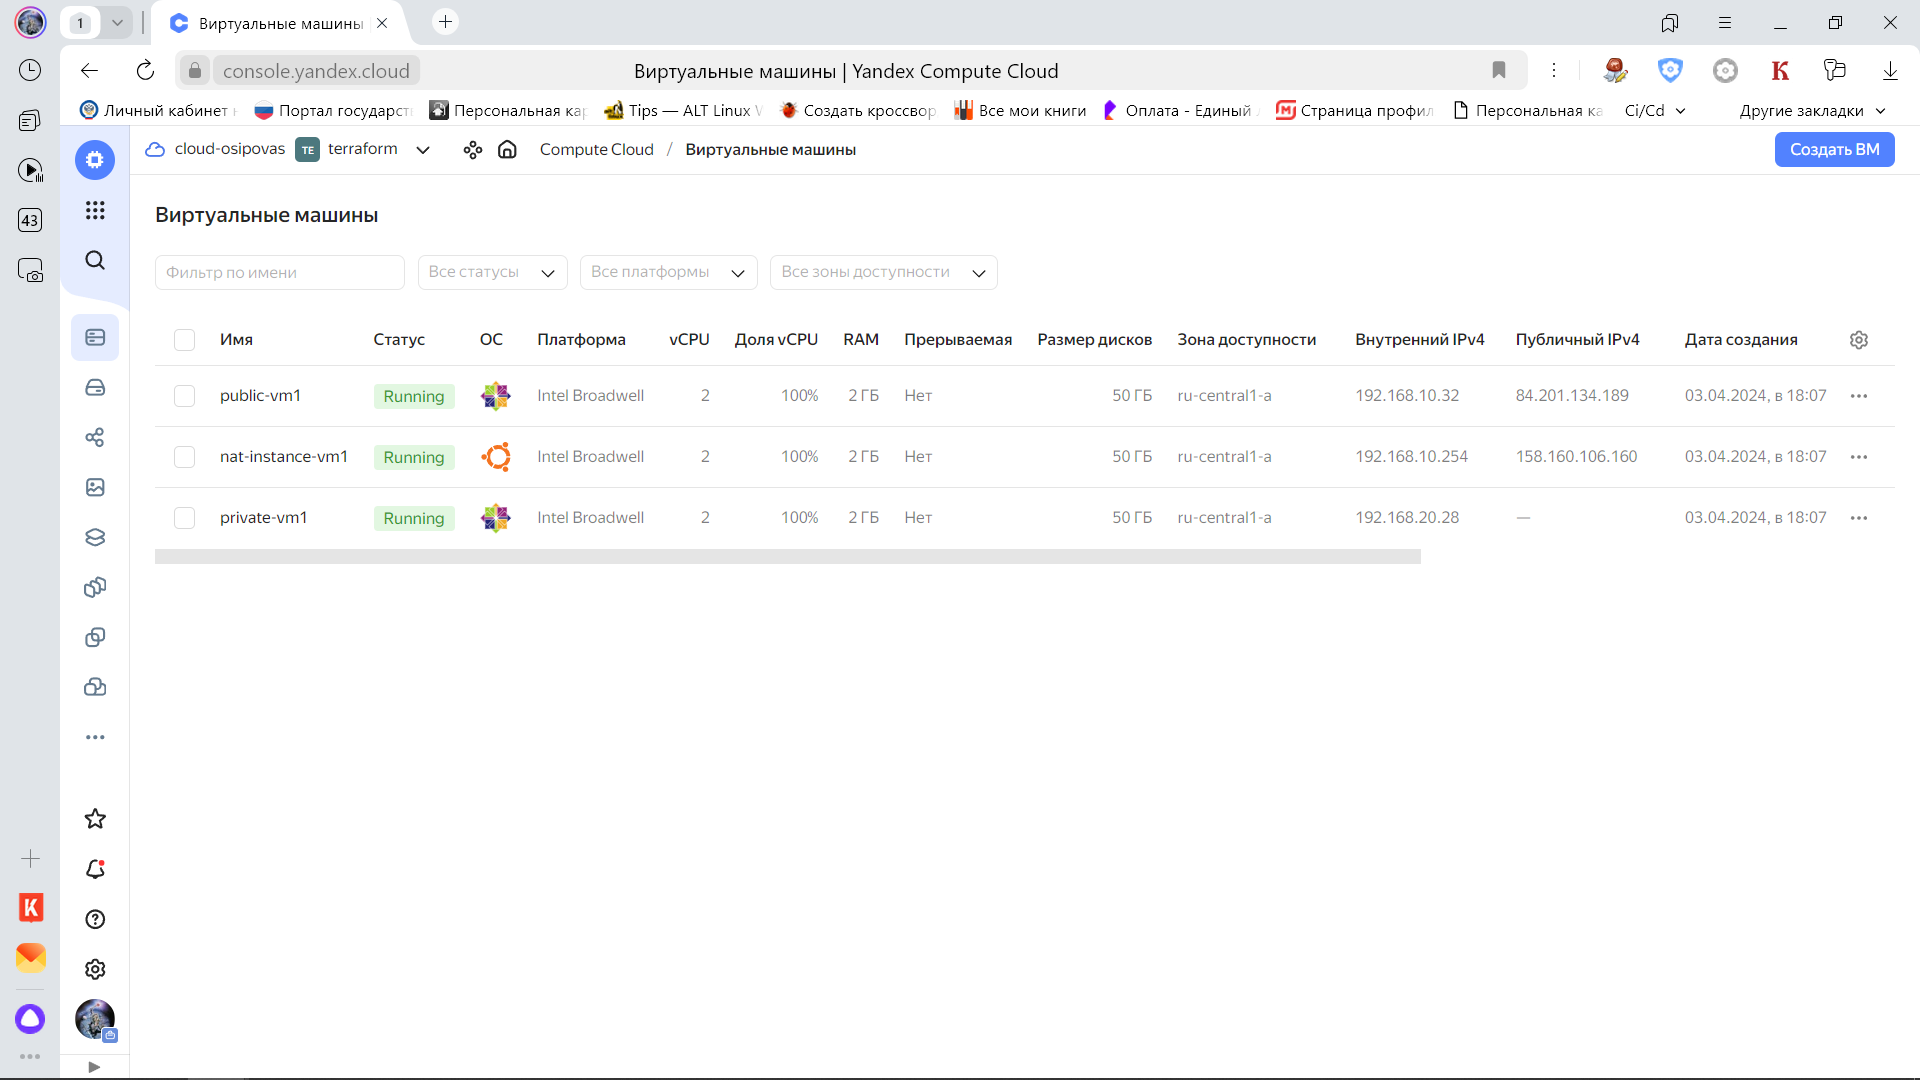 1
Виртуальные машины
console.yandex.cloud
Виртуальные машины | Yandex Compute Cloud
K
Личный кабинет
Портал государст
Персональная кар
Tips — ALT Linux W
Создать кроссвор
Все мои книги
Оплата - Единый
Страница профил
Персональная ка
Ci/Cd
Другие закладки
43
cloud-osipovas
TE
terraform
Compute Cloud / Виртуальные машины
Создать ВМ
Виртуальные машины
Фильтр по имени
Все статусы
Все платформы
Все зоны доступности
Имя Статус ОС Платформа vCPU Доля vCPU RAM Прерываемая Размер дисков Зона доступности Внутренний IPv4 Публичный IPv4 Дата создания
public-vm1 Running Intel Broadwell 2 100% 2 ГБ Нет 50 ГБ ru-central1-a 192.168.10.32 84.201.134.189 03.04.2024, в 18:07
nat-instance-vm1 Running Intel Broadwell 2 100% 2 ГБ Нет 50 ГБ ru-central1-a 192.168.10.254 158.160.106.160 03.04.2024, в 18:07
private-vm1 Running Intel Broadwell 2 100% 2 ГБ Нет 50 ГБ ru-central1-a 192.168.20.28 — 03.04.2024, в 18:07
K